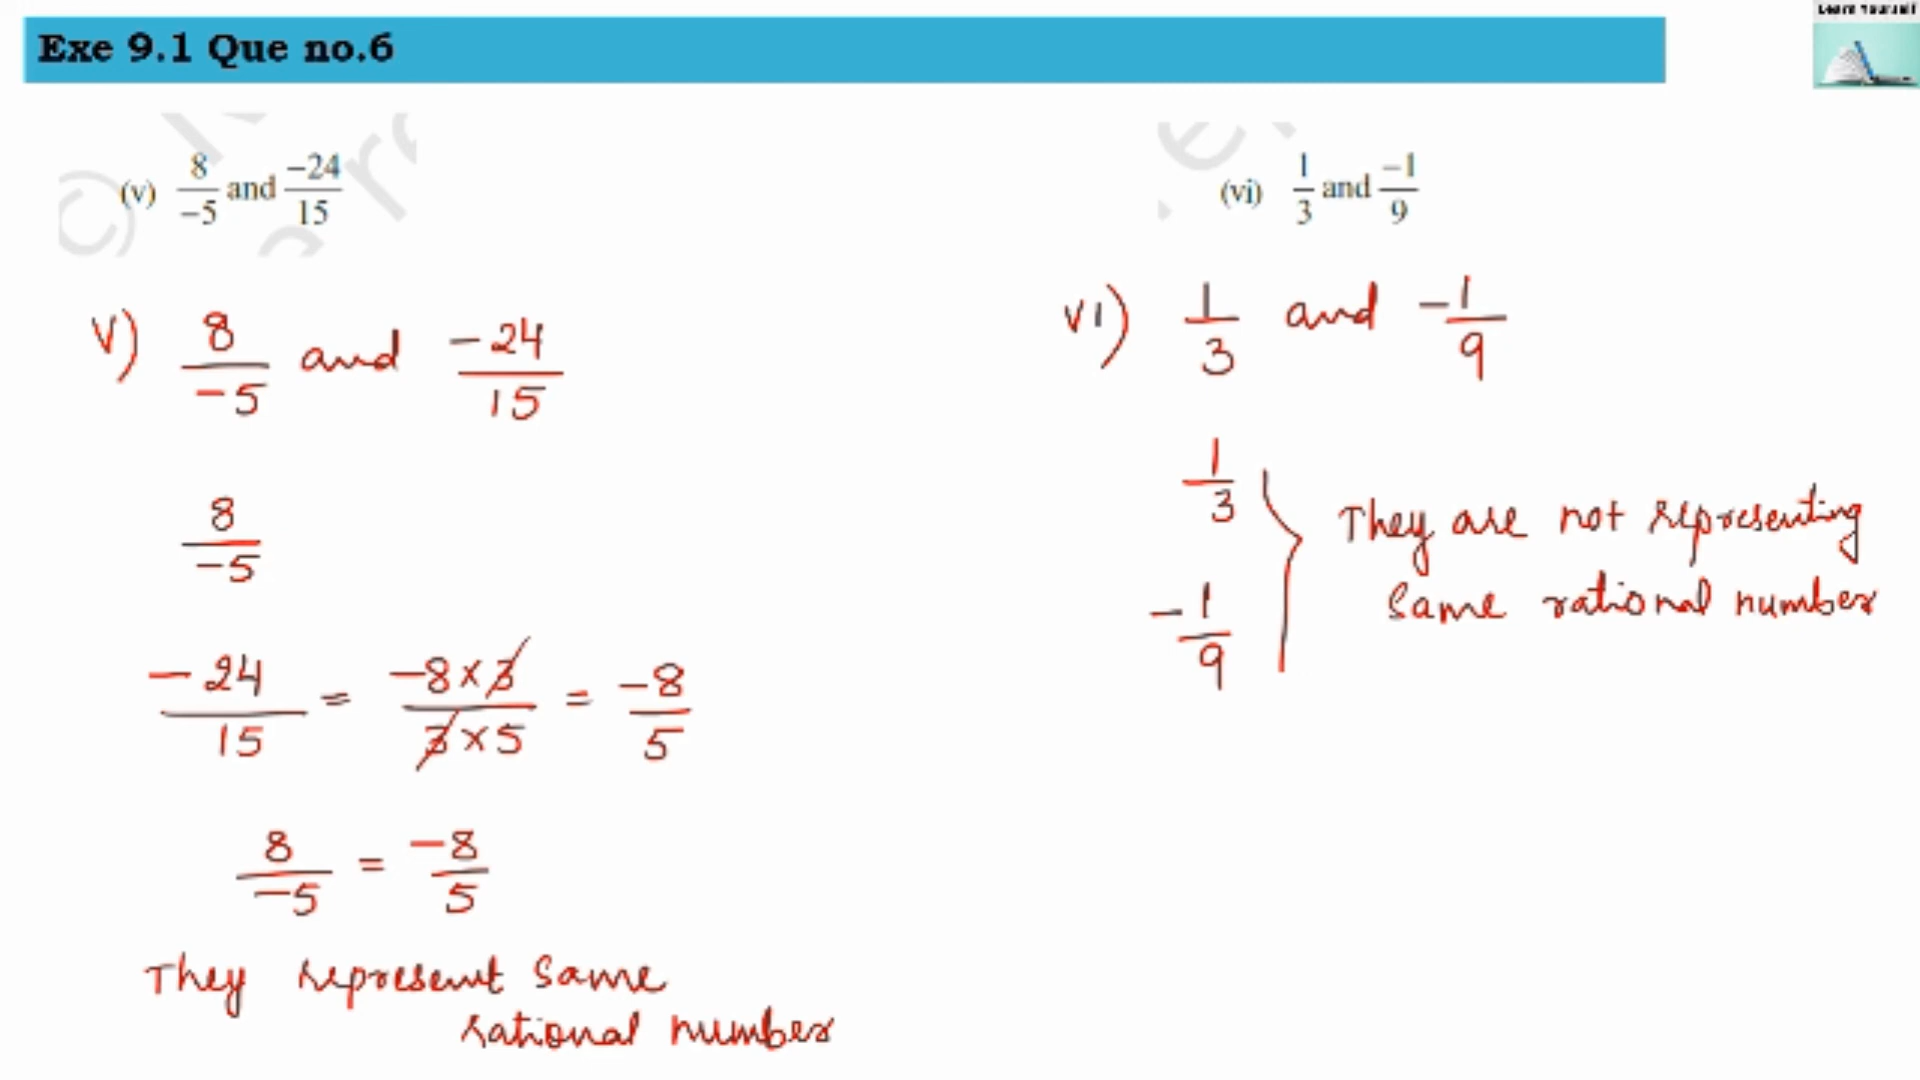 Learn Yourself
Exe 9.1 Que no.6
(v) 8/-5 and -24/15
v) 8/-5 and -24/15
8/-5
-24/15 = -8×3/3×5 = -8/5
8/-5 = -8/5
They represent same
rational number
(vi) 1/3 and -1/9
vi) 1/3 and -1/9
1/3
-1/9
They are not representing
same rational number